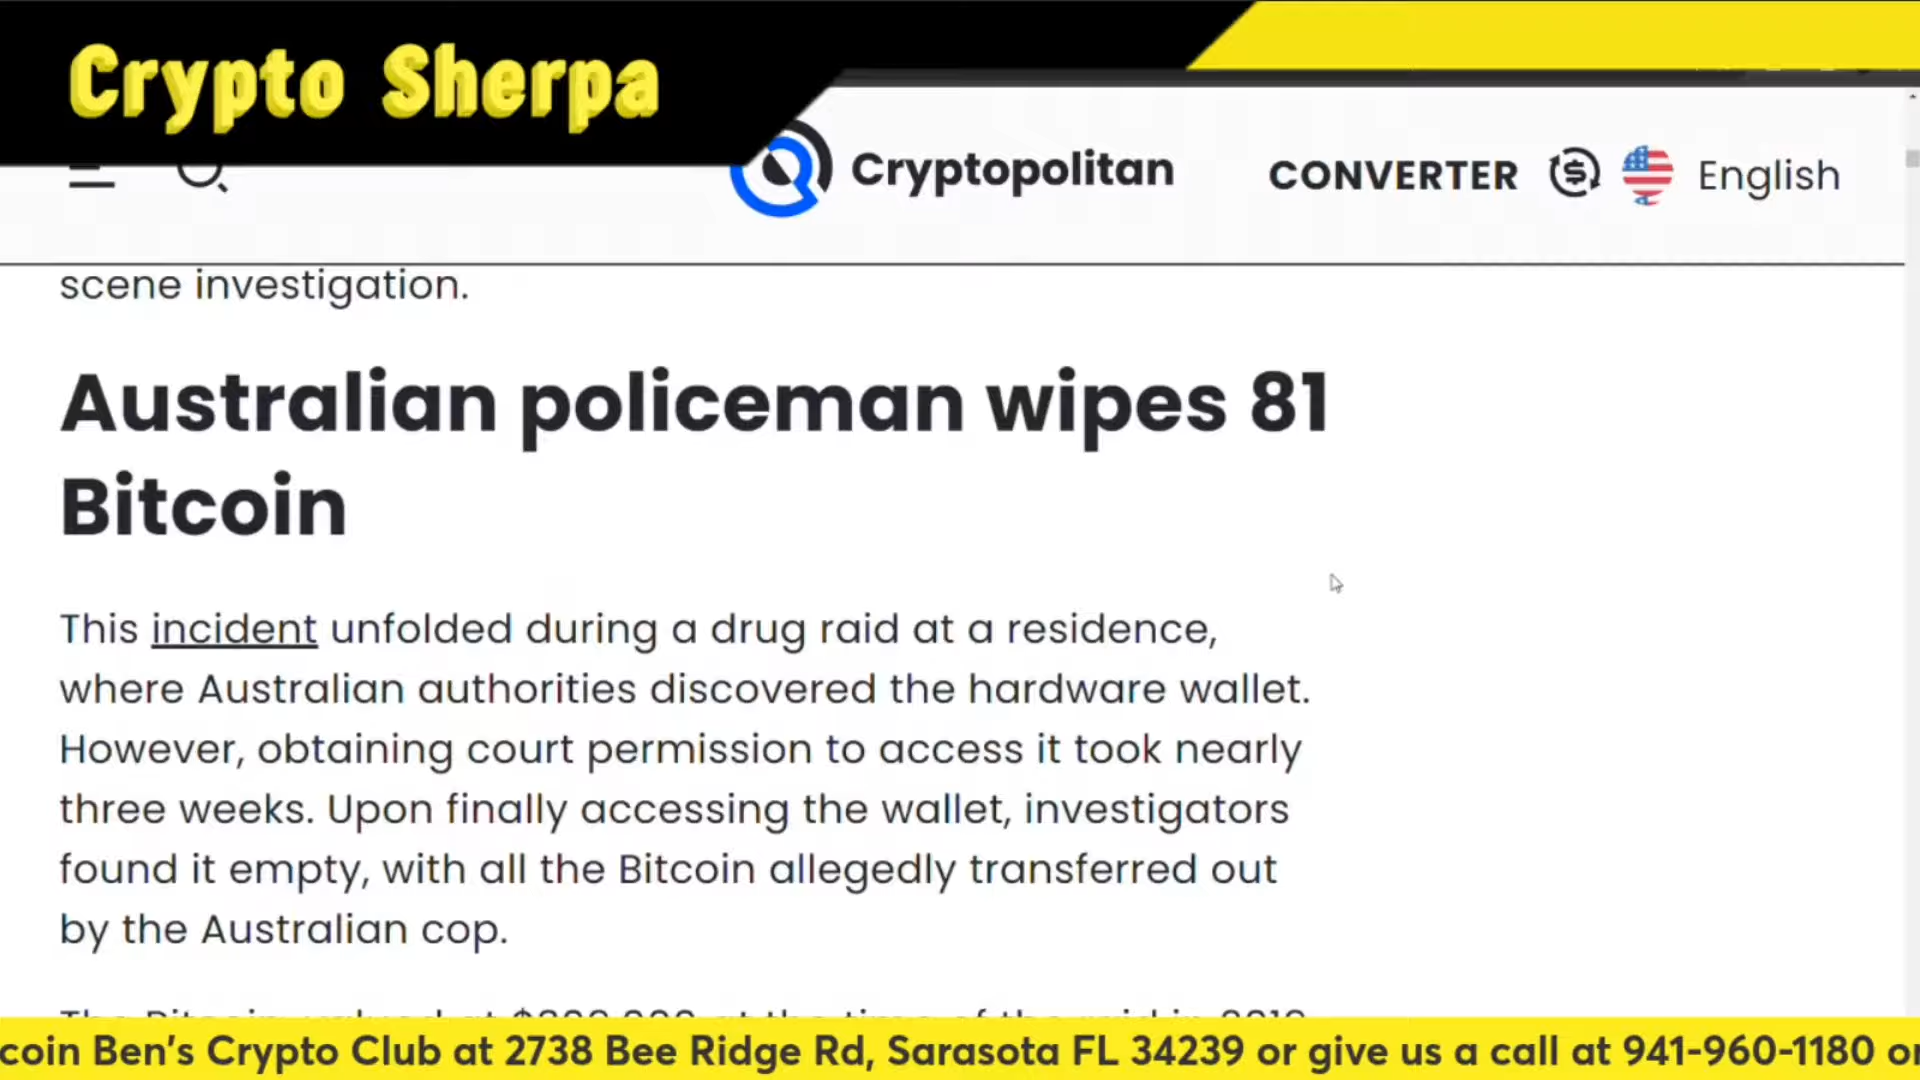 Crypto Sherpa
Cryptopolitan
CONVERTER
English
scene investigation.
Australian policeman wipes 81
Bitcoin
This incident unfolded during a drug raid at a residence,
where Australian authorities discovered the hardware wallet.
However, obtaining court permission to access it took nearly
three weeks. Upon finally accessing the wallet, investigators
found it empty, with all the Bitcoin allegedly transferred out
by the Australian cop.
coin Ben's Crypto Club at 2738 Bee Ridge Rd, Sarasota FL 34239 or give us a call at 941-960-1180 or